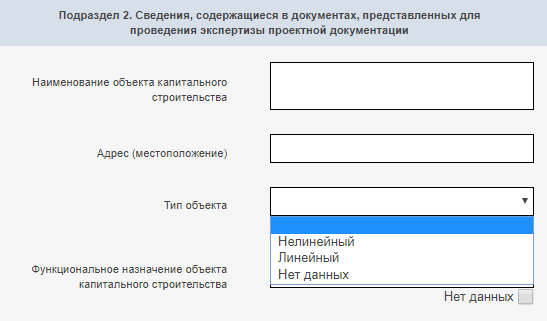 Подраздел 2. Сведения, содержащиеся в документах, представленных для
проведения экспертизы проектной документации
Наименование объекта капитального
строительства
Адрес (местоположение)
Тип объекта
Нелинейный
Линейный
Нет данных
Функциональное назначение объекта
капитального строительства
Нет данных